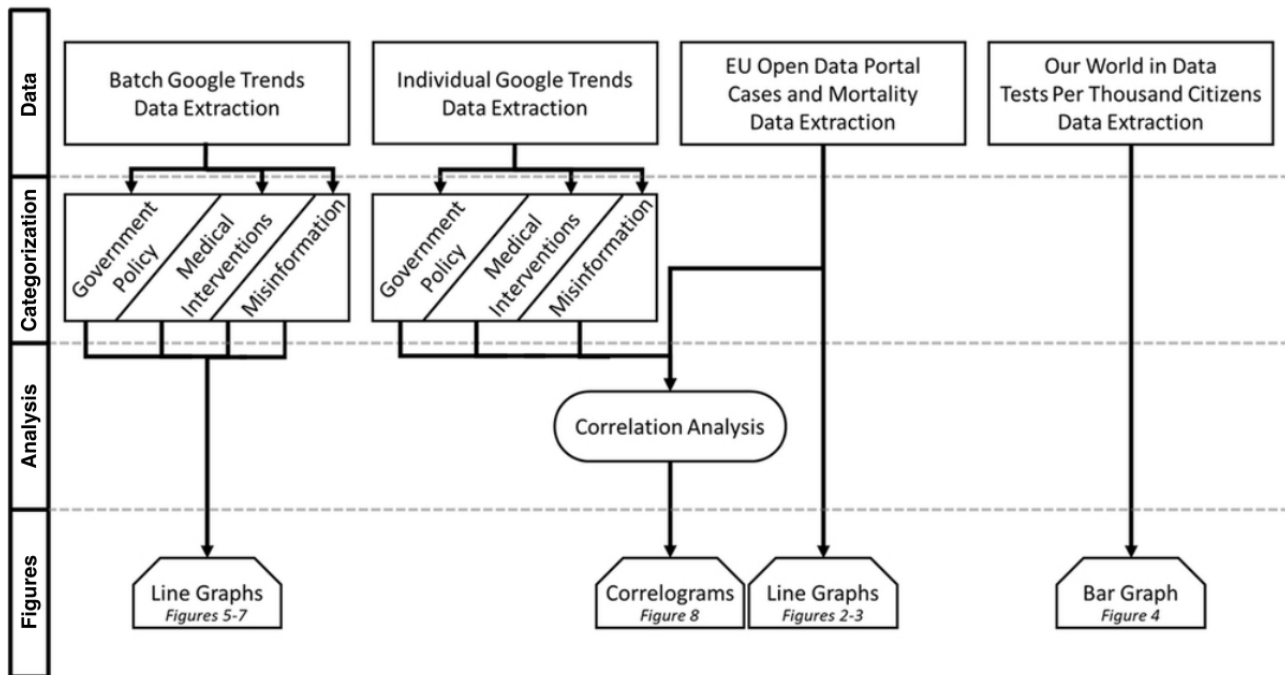 Data
Batch Google Trends
Data Extraction
Individual Google Trends
Data Extraction
EU Open Data Portal
Cases and Mortality
Data Extraction
Our World in Data
Tests Per Thousand Citizens
Data Extraction
Categorization
Government
Policy
Medical
Interventions
Misinformation
Government
Policy
Medical
Interventions
Misinformation
Analysis
Correlation Analysis
Figures
Line Graphs
Figures 5-7
Correlograms
Figure 8
Line Graphs
Figures 2-3
Bar Graph
Figure 4